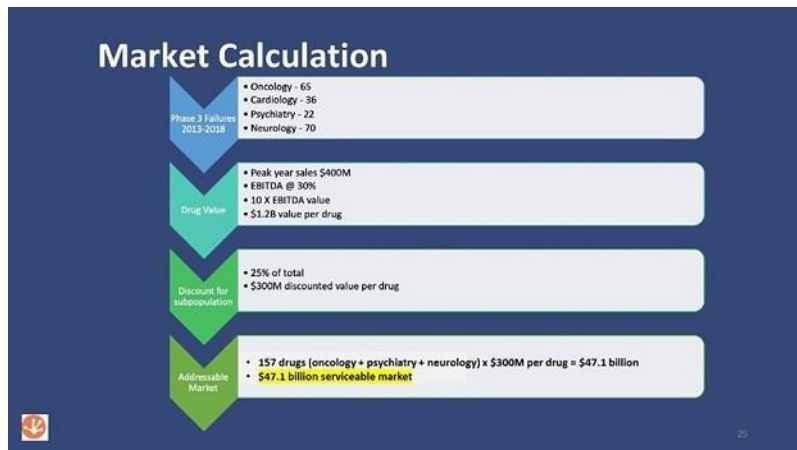 Market Calculation
Phase 3 Failures
2013-2018
• Oncology - 65
• Cardiology - 36
• Psychiatry - 22
• Neurology - 70
Drug Value
• Peak year sales $400M
• EBITDA @ 30%
• 10 X EBITDA value
• $1.2B value per drug
Discount for
subpopulation
• 25% of total
• $300M discounted value per drug
Addressable
Market
• 157 drugs (oncology + psychiatry + neurology) x $300M per drug = $47.1 billion
• $47.1 billion serviceable market
25